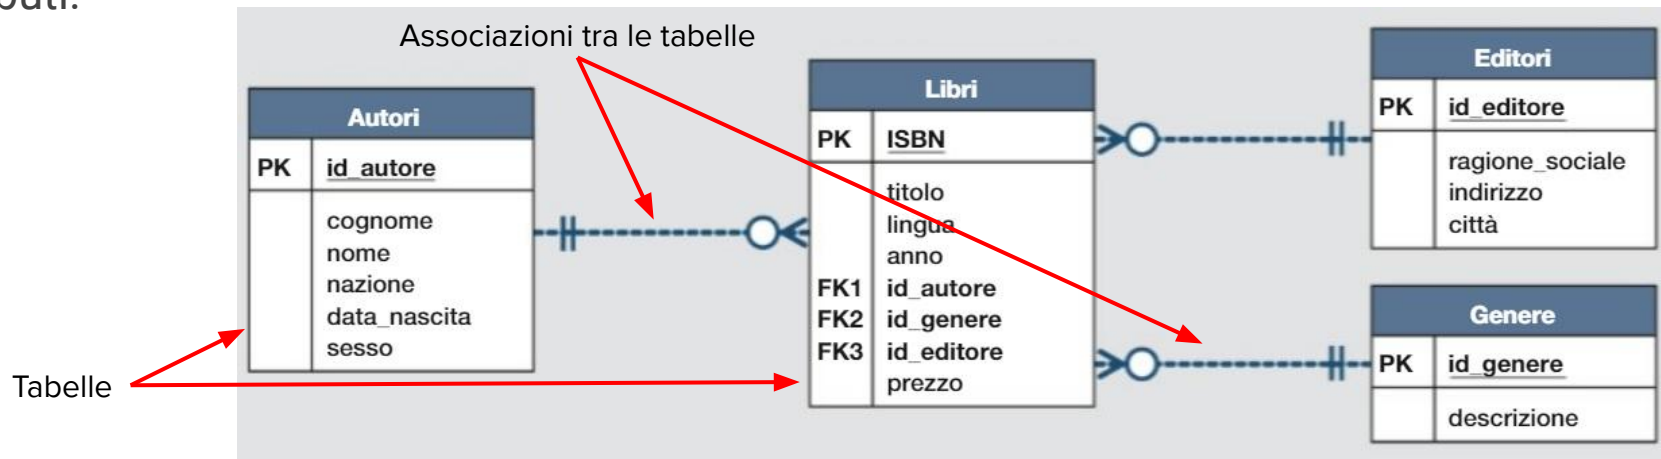 buti.
Associazioni tra le tabelle
Autori
PK id_autore
cognome
nome
nazione
data_nascita
sesso
Libri
PK ISBN
titolo
lingua
anno
FK1 id_autore
FK2 id_genere
FK3 id_editore
prezzo
Editori
PK id_editore
ragione_sociale
indirizzo
città
Genere
PK id_genere
descrizione
Tabelle